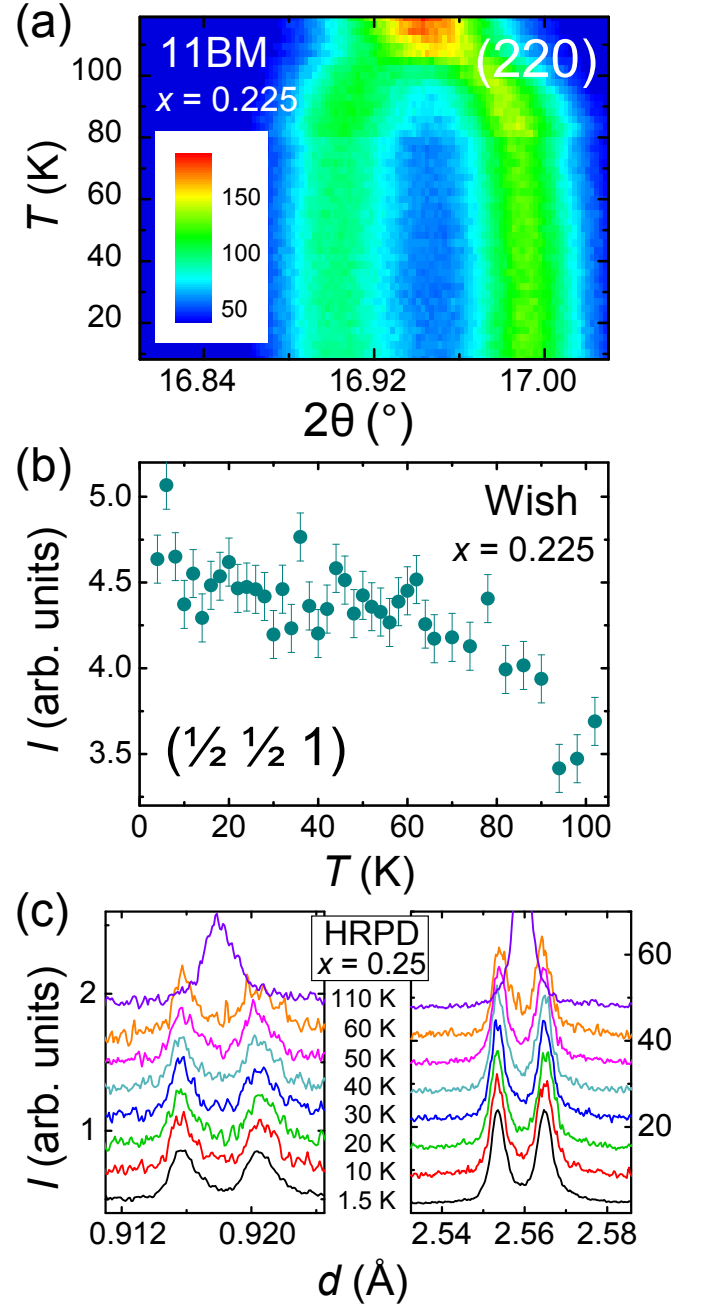 (a)
11BM
x = 0.225
(220)
150
100
50
100
80
60
40
20
T (K)
16.84 16.92 17.00
2θ (°)
(b)
Wish
x = 0.225
5.0
4.5
4.0
3.5
I (arb. units)
(½ ½ 1)
0 20 40 60 80 100
T (K)
(c)
HRPD
x = 0.25
2
1
I (arb. units)
110 K
60 K
50 K
40 K
30 K
20 K
10 K
1.5 K
60
40
20
0.912 0.920 2.54 2.56 2.58
d (Å)